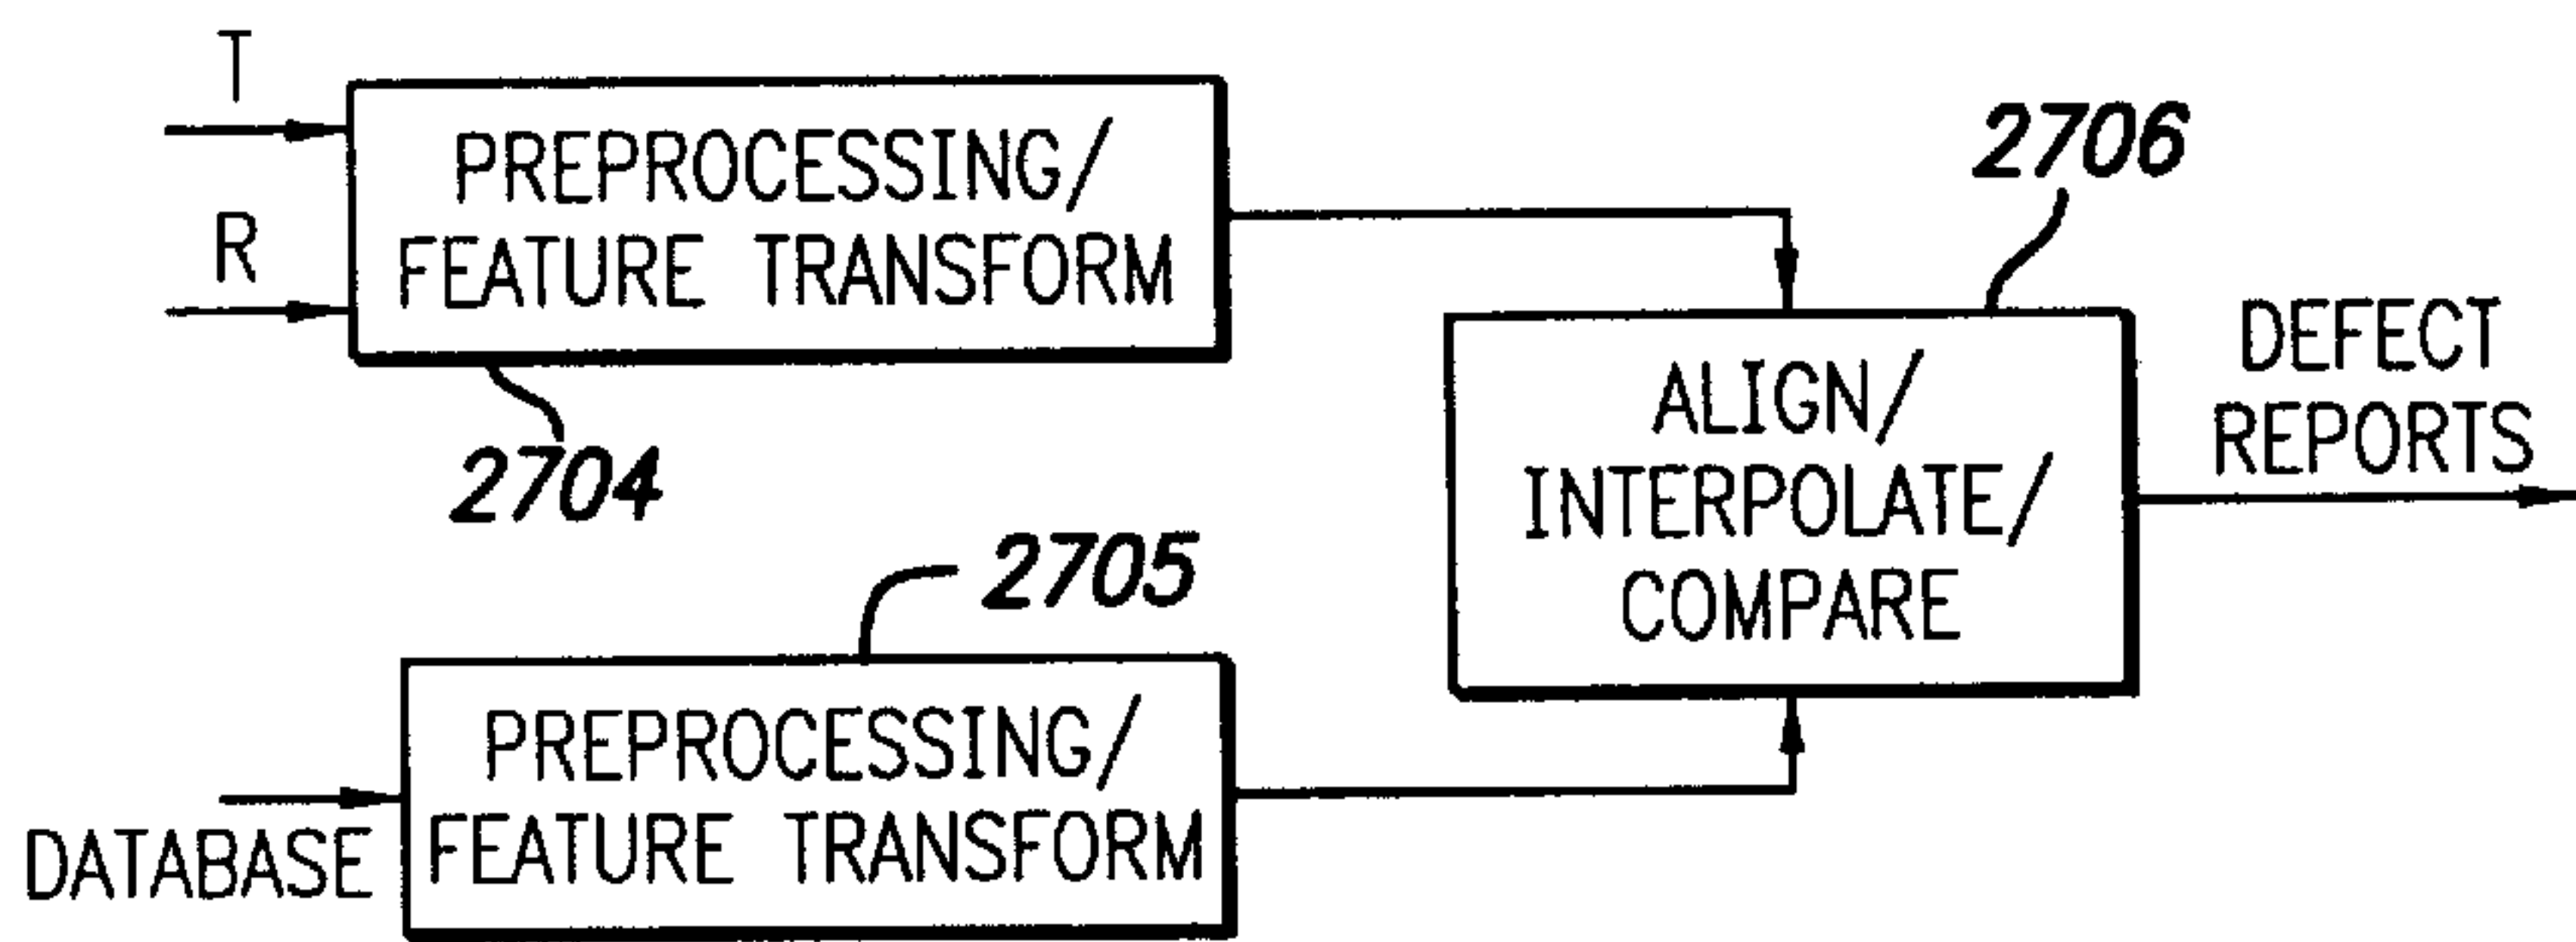 T
R
PREPROCESSING/
FEATURE TRANSFORM
2704
2706
ALIGN/
INTERPOLATE/
COMPARE
DEFECT
REPORTS
2705
DATABASE
PREPROCESSING/
FEATURE TRANSFORM